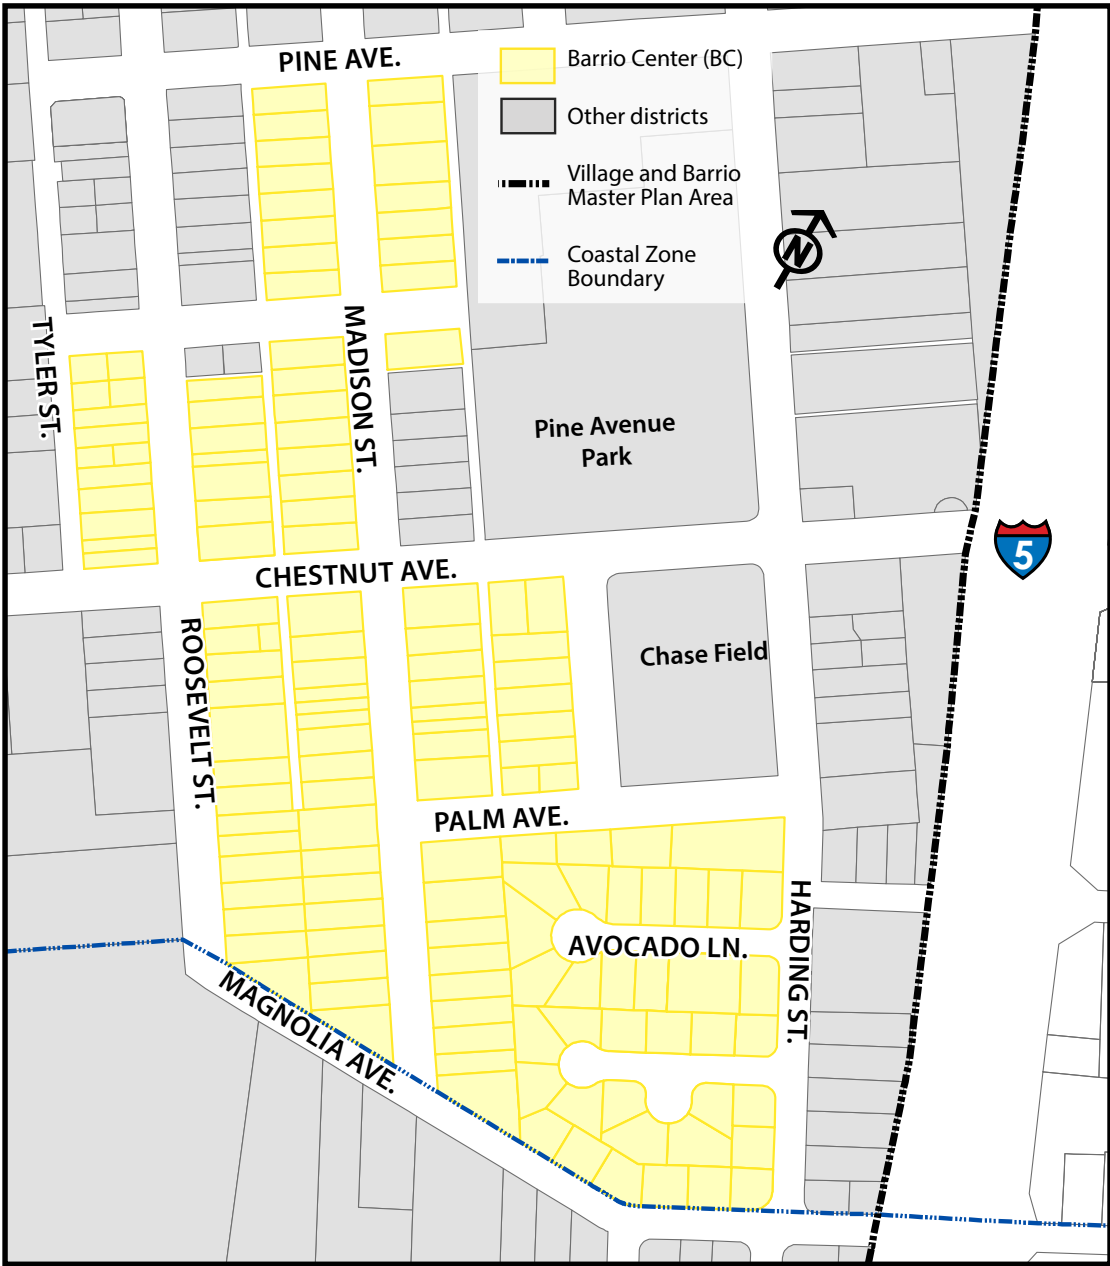 PINE AVE.
Barrio Center (BC)
Other districts
Village and Barrio
Master Plan Area
Coastal Zone
Boundary
N
TYLER ST.
MADISON ST.
Pine Avenue
Park
5
CHESTNUT AVE.
ROOSEVELT ST.
Chase Field
PALM AVE.
HARDING ST.
AVOCADO LN.
MAGNOLIA AVE.